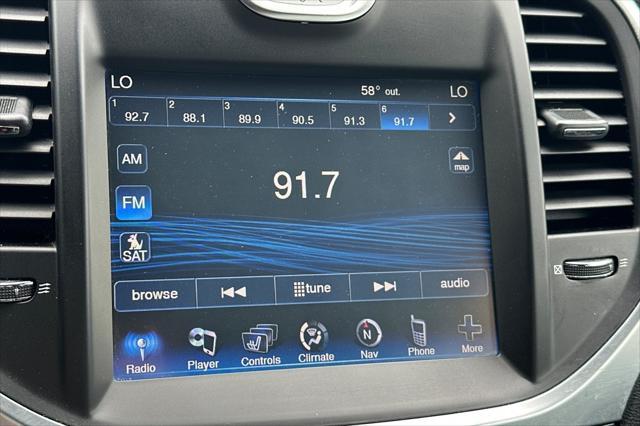 LO 58° out. LO
1 92.7 2 88.1 3 89.9 4 90.5 5 91.3 6 91.7
AM 91.7 map
FM
SAT
browse tune audio
Radio Player Controls Climate N Nav Phone More